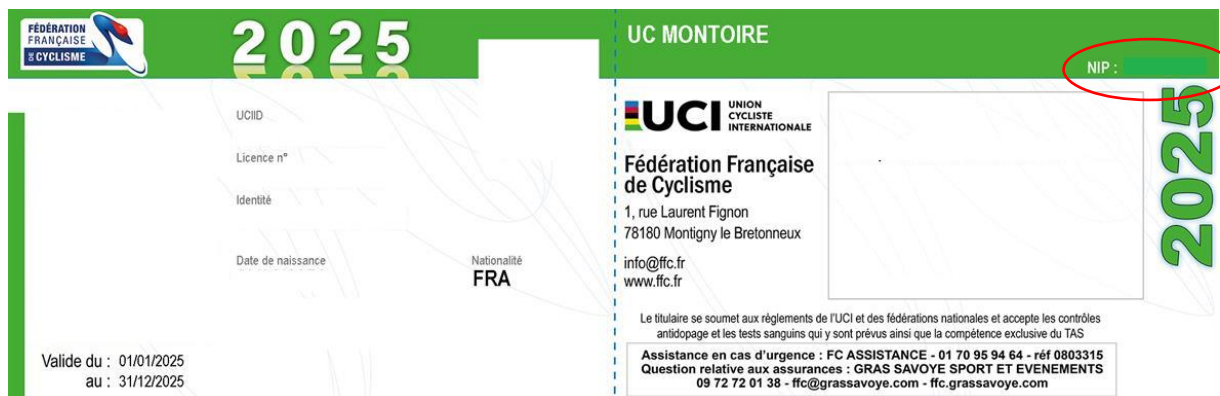 FÉDÉRATION
FRANÇAISE
DE CYCLISME
2025
UCIID
Licence n°
Identité
Date de naissance
Nationalité
FRA
Valide du : 01/01/2025
au : 31/12/2025
UC MONTOIRE
NIP :
UCI UNION
CYCLISTE
INTERNATIONALE
Fédération Française
de Cyclisme
1, rue Laurent Fignon
78180 Montigny le Bretonneux
info@ffc.fr
www.ffc.fr
2025
Le titulaire se soumet aux règlements de l'UCI et des fédérations nationales et accepte les contrôles
antidopage et les tests sanguins qui y sont prévus ainsi que la compétence exclusive du TAS
Assistance en cas d'urgence : FC ASSISTANCE - 01 70 95 94 64 - réf 0803315
Question relative aux assurances : GRAS SAVOYE SPORT ET EVENEMENTS
09 72 72 01 38 - ffc@grassavoye.com - ffc.grassavoye.com